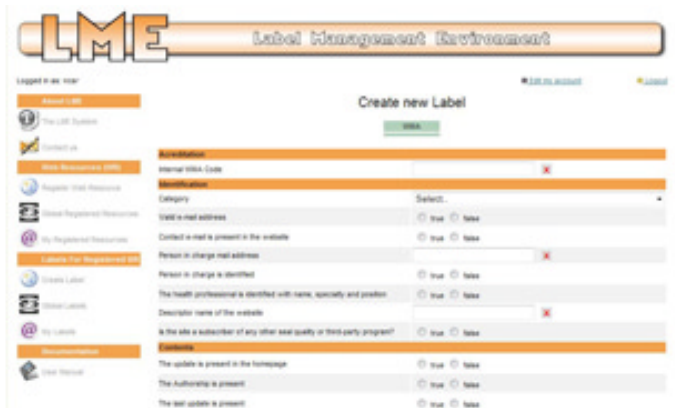 LME
Label Management Environment
Logged in as:
Edit my account
Logout
About LME
The LME System
Contact us
Web Resources (WR)
Register Web Resource
Global Registered Resources
My Registered Resources
Labels For Registered WR
Create Label
Global Labels
My Labels
Documentation
User Manual
Create new Label
WMA
Acreditation
Internal WMA Code
Identification
Category
Select..
Valid e-mail address
true false
Contact e-mail is present in the website
true false
Person in charge mail address
Person in charge is identified
true false
The health professional is identified with name, specialty and position
true false
Descriptor name of the website
Is the site a subscriber of any other seal quality or third-party program?
true false
Contents
The update is present in the homepage
true false
The Authorship is present
true false
The last update is present
true false